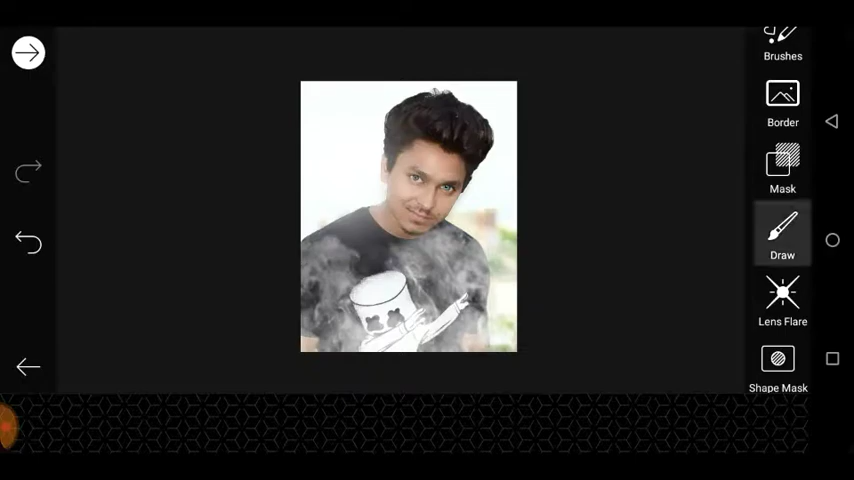 Brushes
Border
Mask
Draw
Lens Flare
Shape Mask